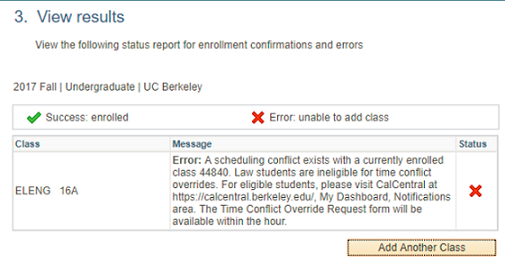 3. View results
View the following status report for enrollment confirmations and errors
2017 Fall | Undergraduate | UC Berkeley
Success: enrolled
Error: unable to add class
Class
Message
Status
ELENG 16A
Error: A scheduling conflict exists with a currently enrolled
class 44840. Law students are ineligible for time conflict
overrides. For eligible students, please visit CalCentral at
https://calcentral.berkeley.edu/, My Dashboard, Notifications
area. The Time Conflict Override Request form will be
available within the hour.
Add Another Class